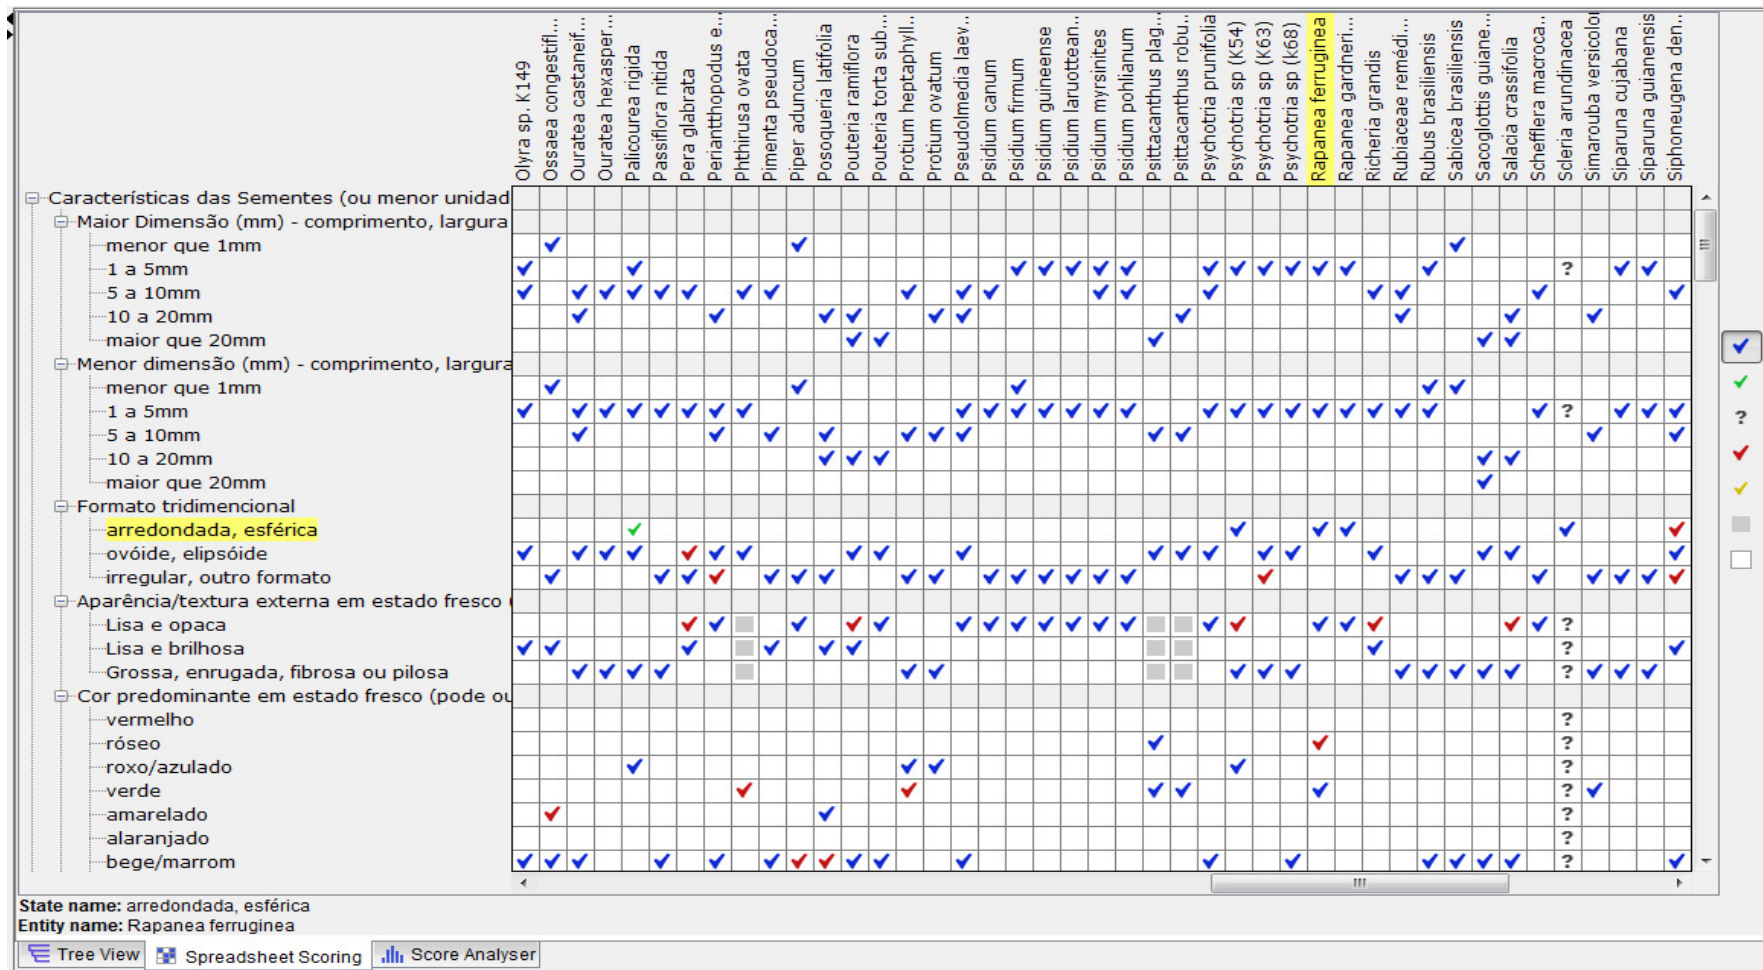 Olyra sp. K149
Ossaea congestifl...
Ouratea castaneif...
Ouratea hexasper...
Palicourea rigida
Passiflora nitida
Pera glabrata
Periantthopodus e...
Phthirusa ovata
Pimenta pseudoca...
Piper aduncum
Posoqueria latifolia
Pouteria ramiflora
Pouteria torta sub...
Protium heptaphyll...
Protium ovatum
Pseudolmedia laev...
Psidium canum
Psidium firmum
Psidium guineense
Psidium laruottean...
Psidium myrsinites
Psidium pohlianum
Psittacanthus plag...
Psittacanthus robu...
Psychotria prunifolia
Psychotria sp (K54)
Psychotria sp (K63)
Psychotria sp (k68)
Rapanea ferruginea
Rapanea gardneri...
Richeria grandis
Rubiaceae remédi...
Rubus brasiliensis
Sabicea brasiliensis
Sacoglottis guiane...
Salacia crassifolia
Schefflera macroca...
Scleria arundinacea
Simarouba versicolor
Siparuna cujabana
Siparuna guianensis
Siphoneugena den...
Características das Sementes (ou menor unidad
Maior Dimensão (mm) - comprimento, largura
menor que 1mm
1 a 5mm ?
5 a 10mm
10 a 20mm
maior que 20mm
Menor dimensão (mm) - comprimento, largura
menor que 1mm
1 a 5mm ?
5 a 10mm
10 a 20mm
maior que 20mm
Formato tridimencional
arredondada, esférica
ovóide, elipsóide
irregular, outro formato
Aparência/textura externa em estado fresco (
Lisa e opaca ?
Lisa e brilhosa ?
Grossa, enrugada, fibrosa ou pilosa ?
Cor predominante em estado fresco (pode ou
vermelho ?
róseo ?
roxo/azulado ?
verde ?
amarelado ?
alaranjado ?
bege/marrom ?
?
State name: arredondada, esférica
Entity name: Rapanea ferruginea
Tree View Spreadsheet Scoring Score Analyser